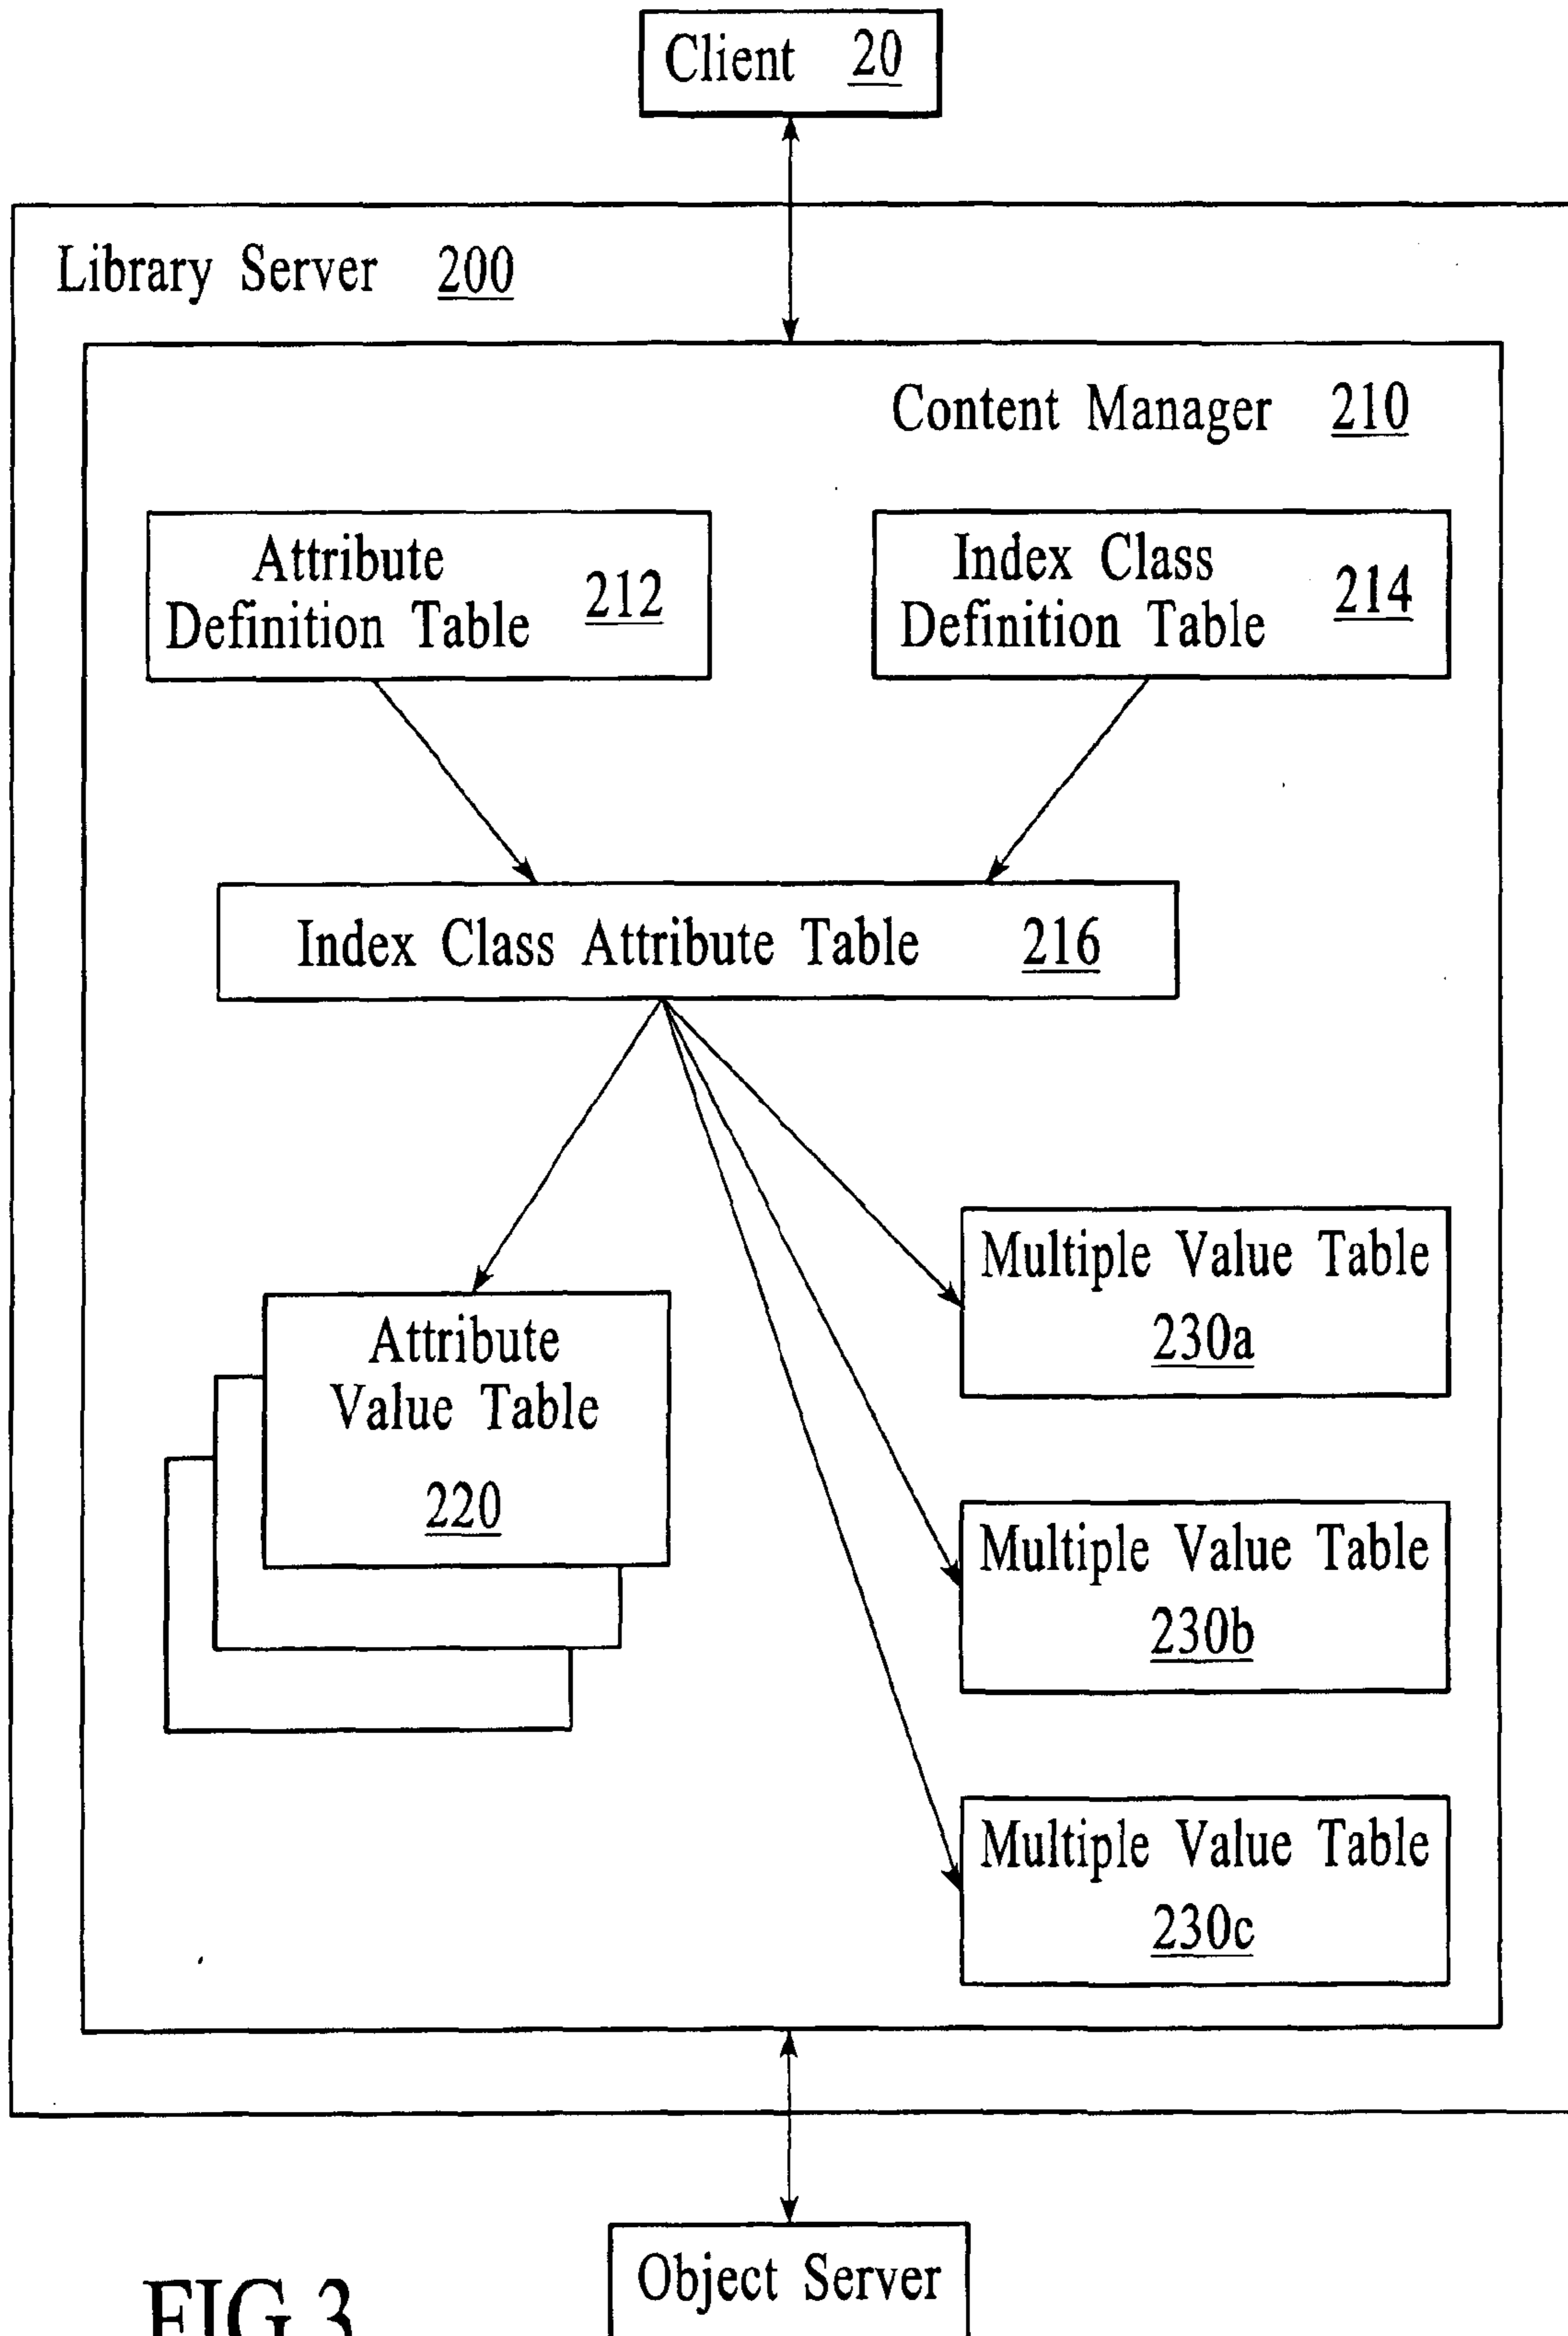 Client 20
Library Server 200
Content Manager 210
Attribute
Definition Table 212
Index Class
Definition Table 214
Index Class Attribute Table 216
Attribute
Value Table
220
Multiple Value Table
230a
Multiple Value Table
230b
Multiple Value Table
230c
Object Server
FIG 3